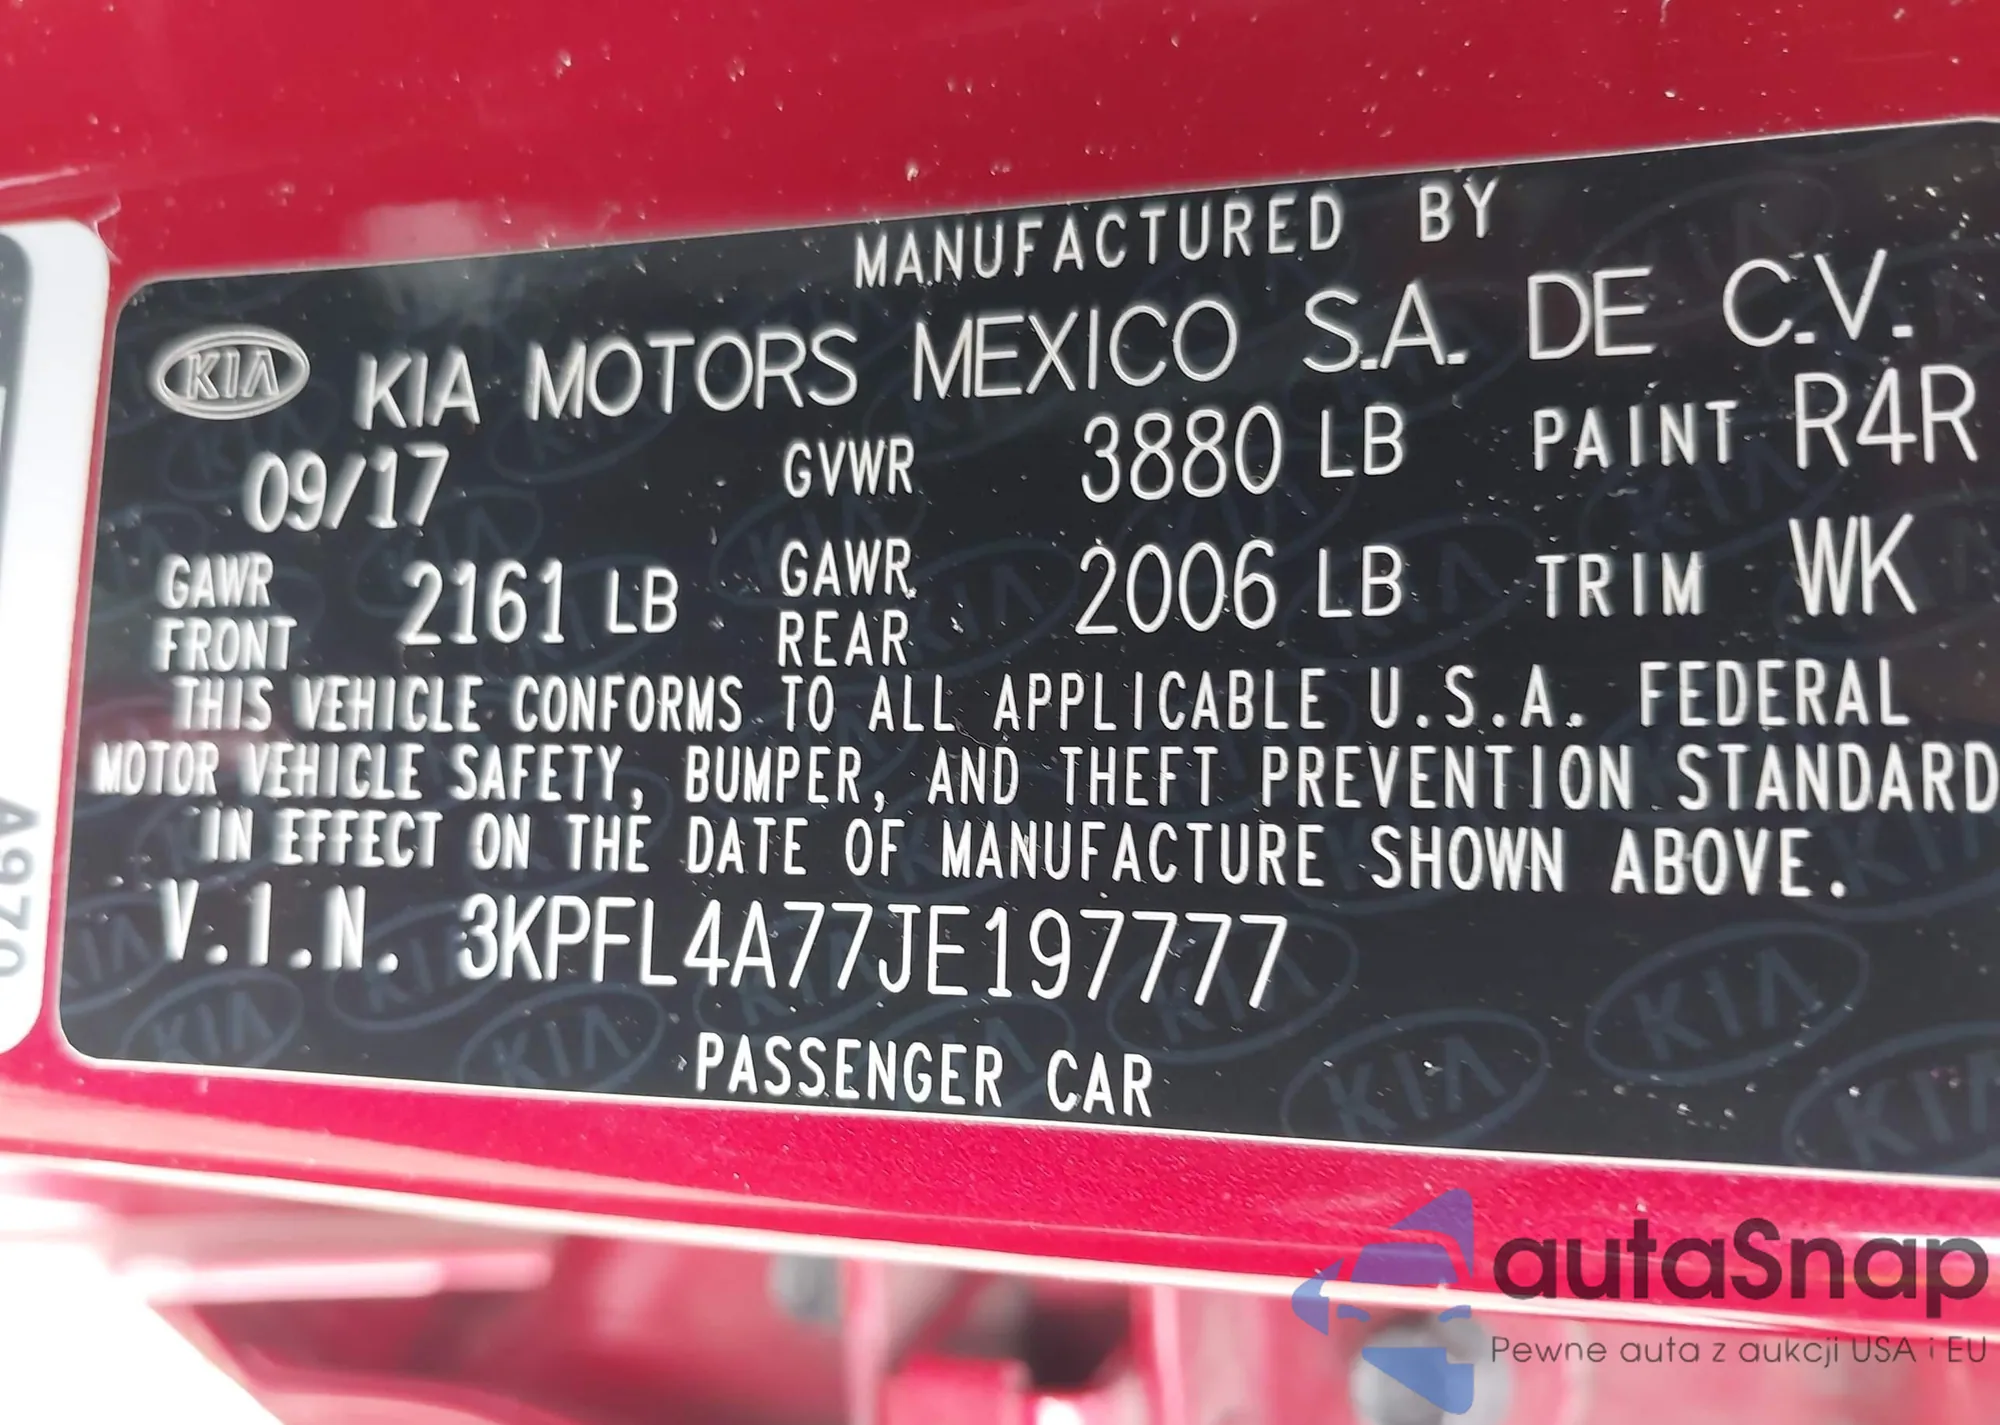 MANUFACTURED BY
KIA KIA MOTORS MEXICO S.A. DE C.V.
09/17 GVWR 3880 LB PAINT R4R
GAWR FRONT 2161 LB GAWR REAR 2006 LB TRIM WK
THIS VEHICLE CONFORMS TO ALL APPLICABLE U.S.A. FEDERAL
MOTOR VEHICLE SAFETY, BUMPER, AND THEFT PREVENTION STANDARD
IN EFFECT ON THE DATE OF MANUFACTURE SHOWN ABOVE.
V.I.N. 3KPFL4A77JE197777
PASSENGER CAR
autaSnap
Pewne auta z aukcji USA i EU